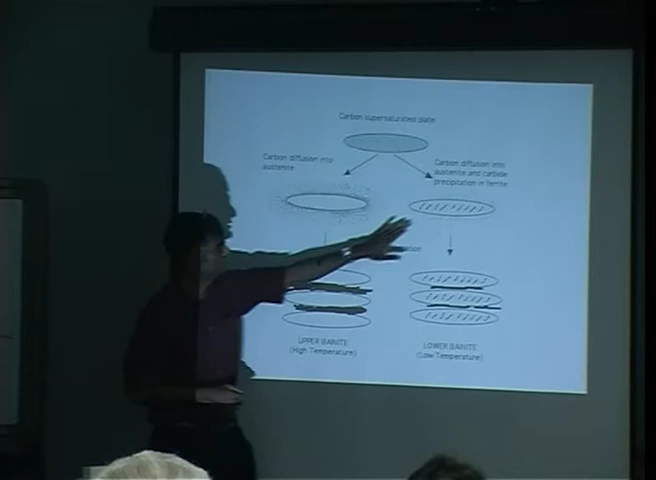 Carbon supersaturated plate
Carbon diffusion into
austenite
Carbon diffusion into
austenite and carbide
precipitation in ferrite
UPPER BAINITE
(High Temperature)
LOWER BAINITE
(Low Temperature)